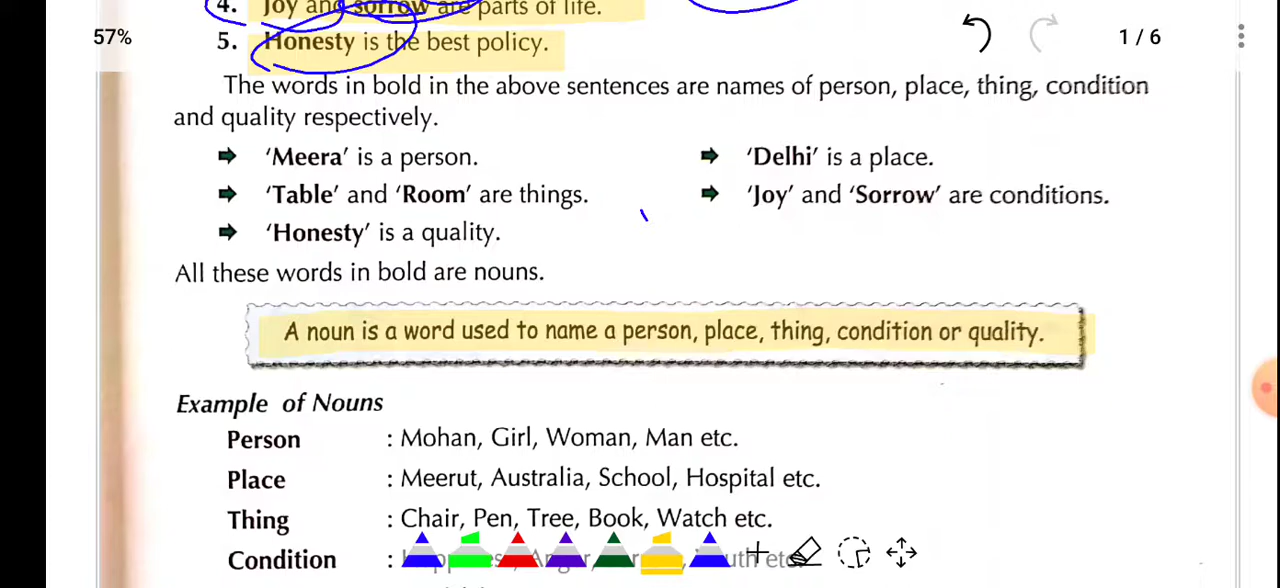 4. Joy and sorrow are parts of life.
57%
5. Honesty is the best policy.
1 / 6
The words in bold in the above sentences are names of person, place, thing, condition
and quality respectively.
‘Meera’ is a person.
‘Delhi’ is a place.
‘Table’ and ‘Room’ are things.
‘Joy’ and ‘Sorrow’ are conditions.
‘Honesty’ is a quality.
All these words in bold are nouns.
A noun is a word used to name a person, place, thing, condition or quality.
Example of Nouns
Person : Mohan, Girl, Woman, Man etc.
Place : Meerut, Australia, School, Hospital etc.
Thing : Chair, Pen, Tree, Book, Watch etc.
Condition : etc.